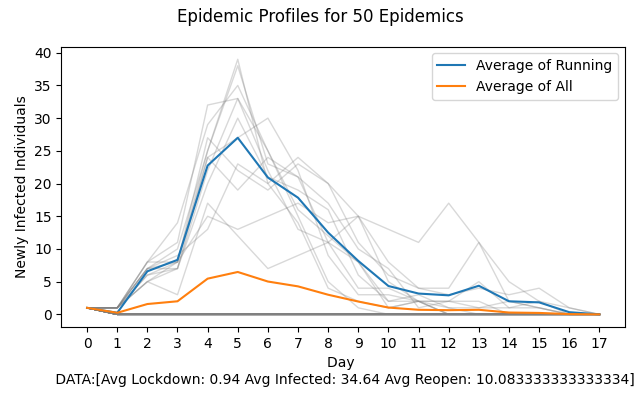 Epidemic Profiles for 50 Epidemics
40
35
30
25
20
15
10
5
0
Newly Infected Individuals
Average of Running
Average of All
0 1 2 3 4 5 6 7 8 9 10 11 12 13 14 15 16 17
Day
DATA:[Avg Lockdown: 0.94 Avg Infected: 34.64 Avg Reopen: 10.083333333333334]